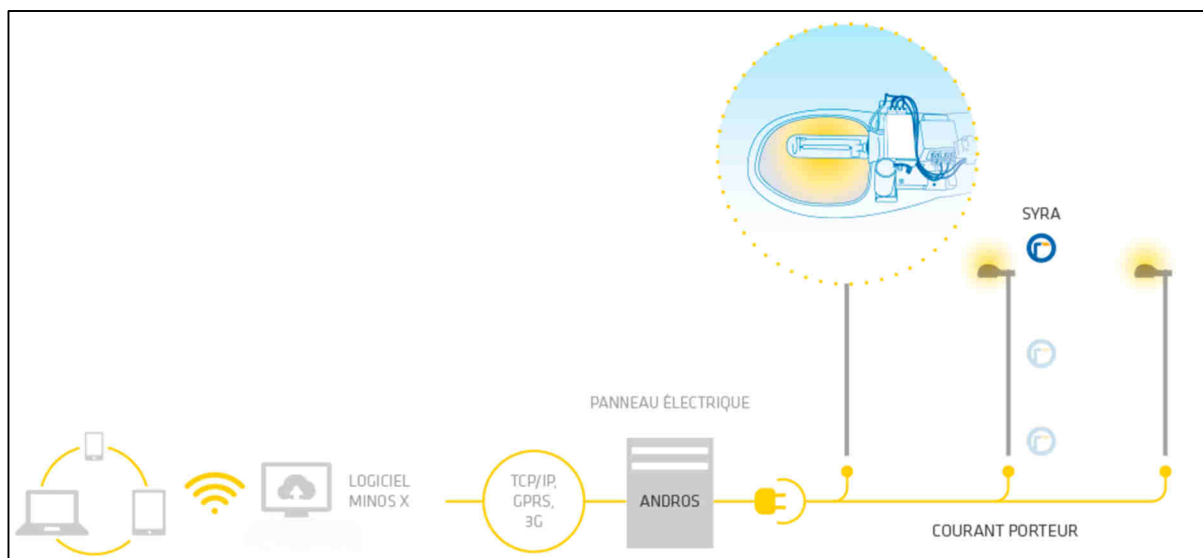 SYRA
PANNEAU ÉLECTRIQUE
LOGICIEL
MINOS X
TCP/IP,
GPRS,
3G
ANDROS
COURANT PORTEUR